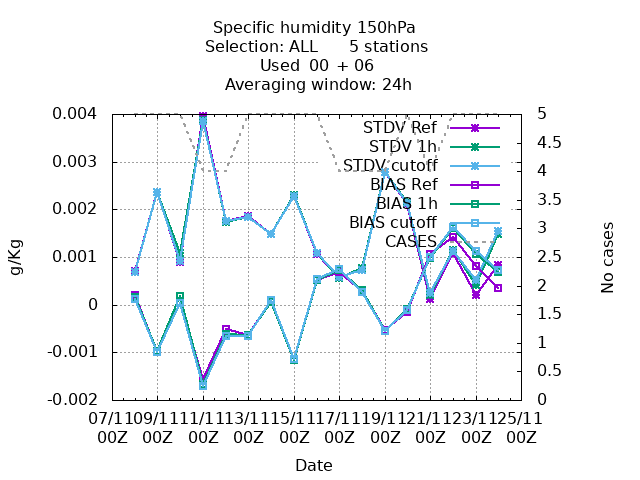 Specific humidity 150hPa
Selection: ALL 5 stations
Used 00 + 06
Averaging window: 24h
0.004
0.003
0.002
0.001
0
-0.001
-0.002
g/Kg
5
4.5
4
3.5
3
2.5
2
1.5
1
0.5
0
No cases
STDV Ref
STDV 1h
STDV cutoff
BIAS Ref
BIAS 1h
BIAS cutoff
CASES
07/11 09/11 11/11 13/11 15/11 17/11 19/11 21/11 23/11 25/11
00Z 00Z 00Z 00Z 00Z 00Z 00Z 00Z 00Z 00Z
Date